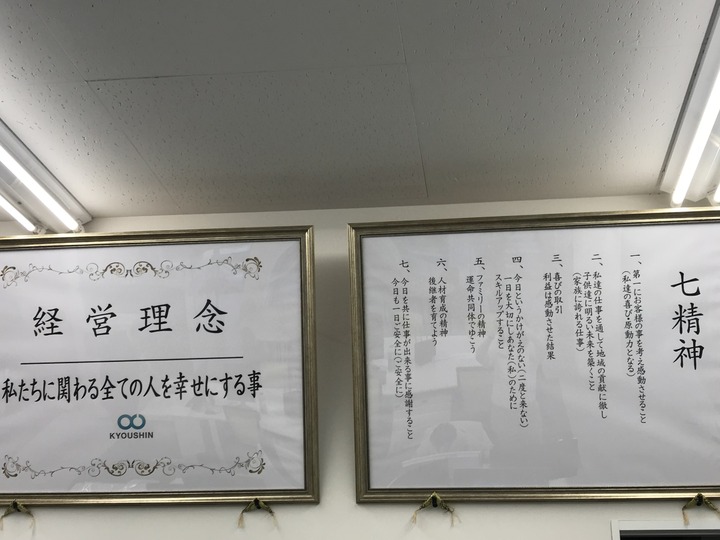 経営理念
私たちに関わる全ての人を幸せにする事
KYOUSHIN
七精神
一、第一にお客様の事を考え感動させること
(私達の喜び・原動力となる)
二、私達の仕事を通して地域の貢献に徹し
子供達に明るい未来を築くこと
(家族に誇れる仕事)
三、喜びの取引
利益は感動させた結果
四、今日というかけがえのない(二度と来ない)
一日を大切にしあなた(私)のために
スキルアップすること
五、ファミリーの精神
運命共同体でゆこう
六、人材育成の精神
後継者を育てよう
七、今日を共に仕事が出来る事に感謝すること
今日も一日ご安全に(ご安全に)